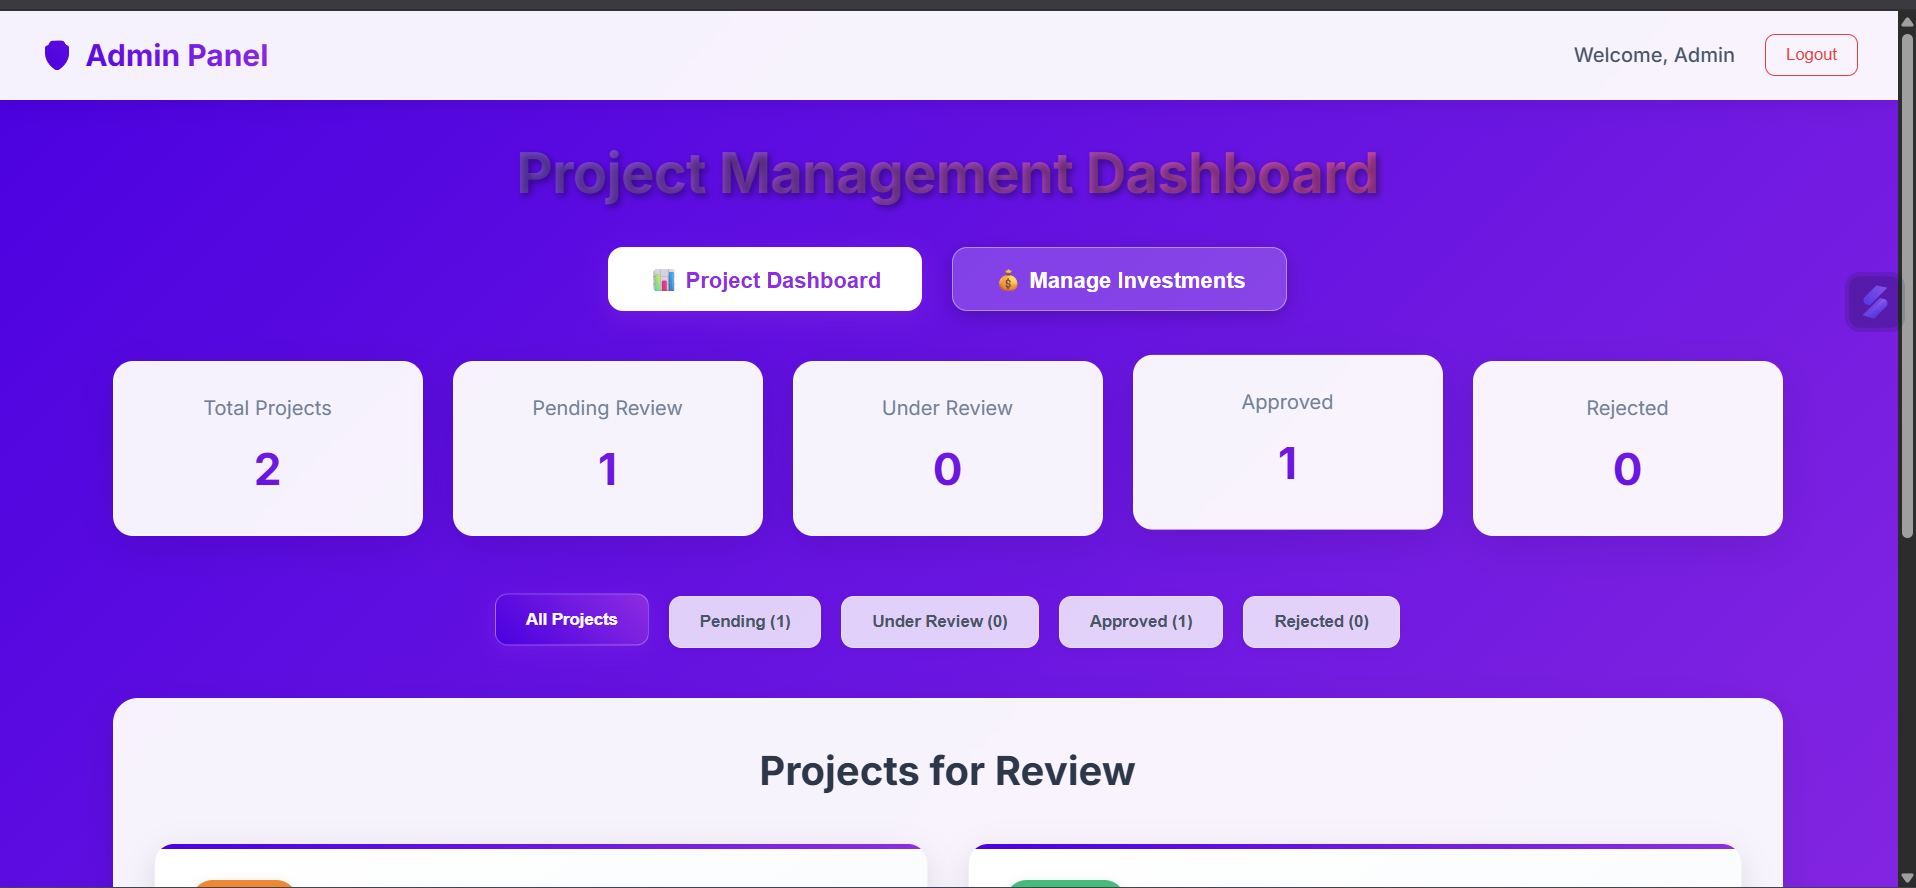 Admin Panel
Welcome, Admin
Logout
Project Management Dashboard
Project Dashboard
Manage Investments
Total Projects
2
Pending Review
1
Under Review
0
Approved
1
Rejected
0
All Projects
Pending (1)
Under Review (0)
Approved (1)
Rejected (0)
Projects for Review